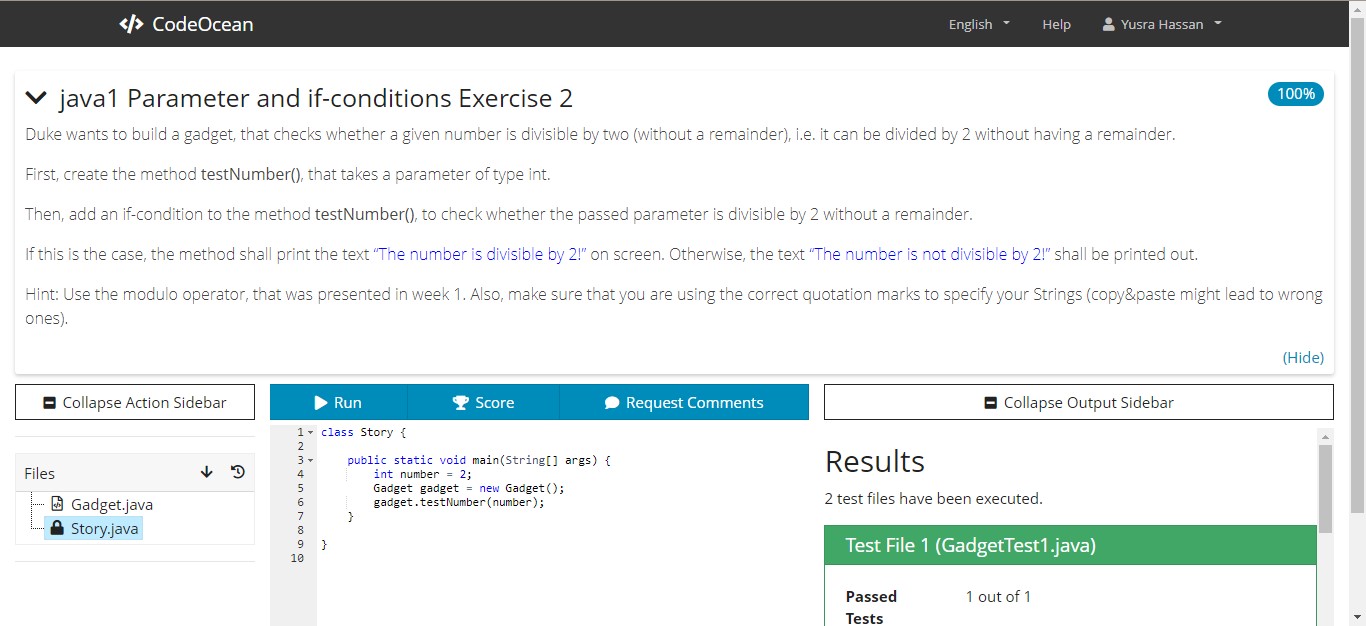 CodeOcean
English
Help
Yusra Hassan
java1 Parameter and if-conditions Exercise 2
100%
Duke wants to build a gadget, that checks whether a given number is divisible by two (without a remainder), i.e. it can be divided by 2 without having a remainder.
First, create the method testNumber(), that takes a parameter of type int.
Then, add an if-condition to the method testNumber(), to check whether the passed parameter is divisible by 2 without a remainder.
If this is the case, the method shall print the text “The number is divisible by 2!” on screen. Otherwise, the text “The number is not divisible by 2!” shall be printed out.
Hint: Use the modulo operator, that was presented in week 1. Also, make sure that you are using the correct quotation marks to specify your Strings (copy&paste might lead to wrong
ones).
(Hide)
Collapse Action Sidebar
Run
Score
Request Comments
Collapse Output Sidebar
Files
Gadget.java
Story.java
1 class Story {
2
3 public static void main(String[] args) {
4 int number = 2;
5 Gadget gadget = new Gadget();
6 gadget.testNumber(number);
7 }
8
9 }
10
Results
2 test files have been executed.
Test File 1 (GadgetTest1.java)
Passed 1 out of 1
Tests